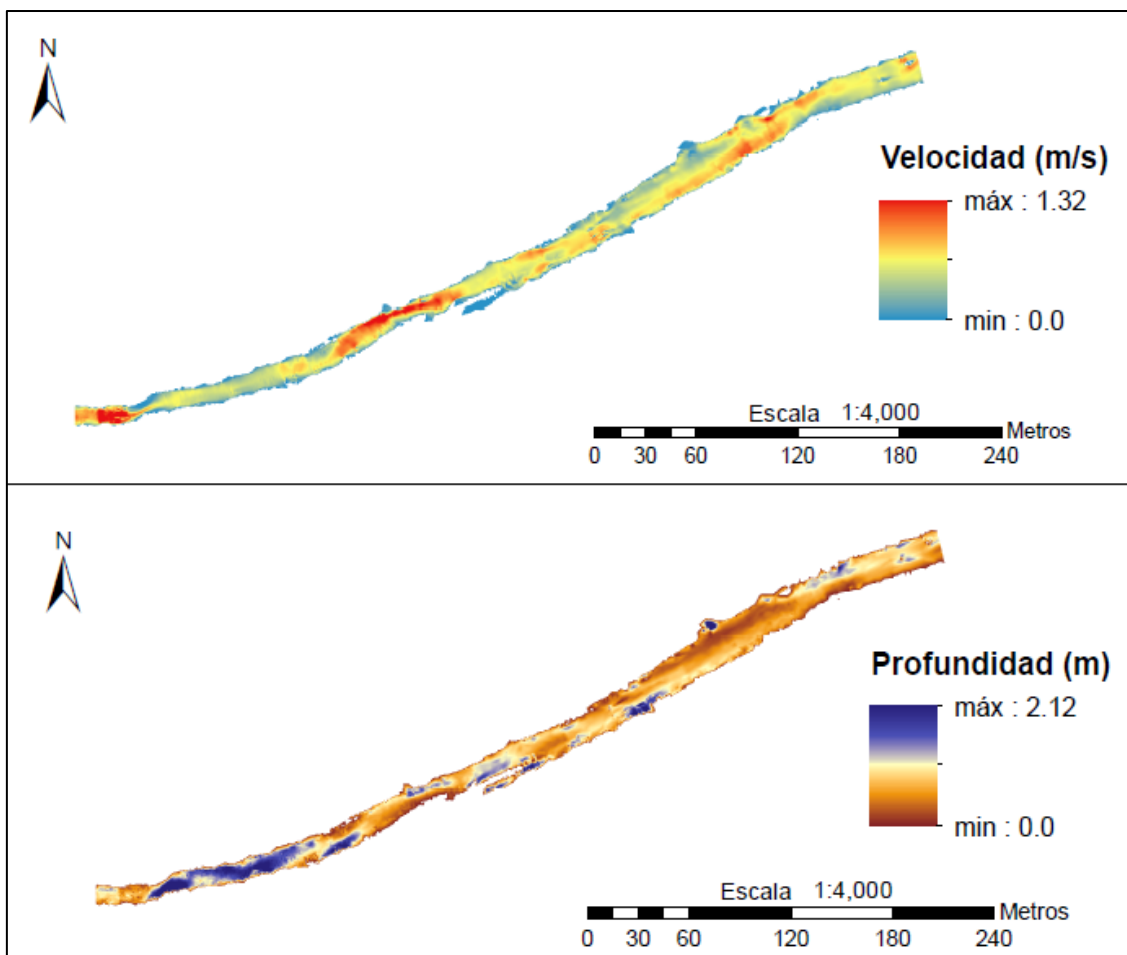 N
Velocidad (m/s)
máx : 1.32
min : 0.0
Escala 1:4,000
Metros
0 30 60 120 180 240
N
Profundidad (m)
máx : 2.12
min : 0.0
Escala 1:4,000
Metros
0 30 60 120 180 240